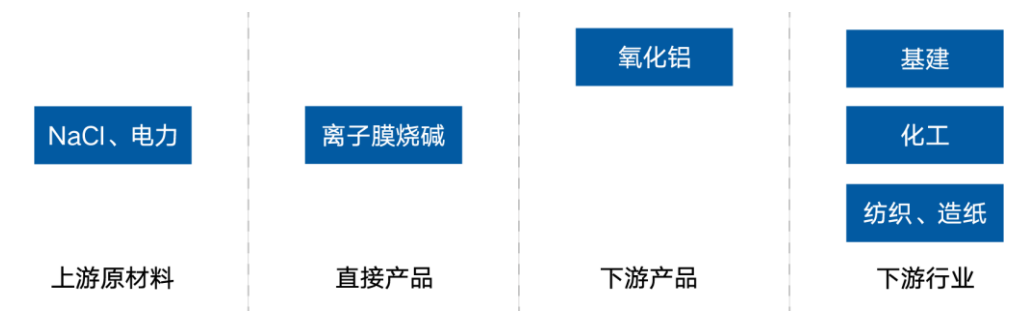 氧化铝
基建
NaCl、电力
离子膜烧碱
化工
纺织、造纸
上游原材料
直接产品
下游产品
下游行业